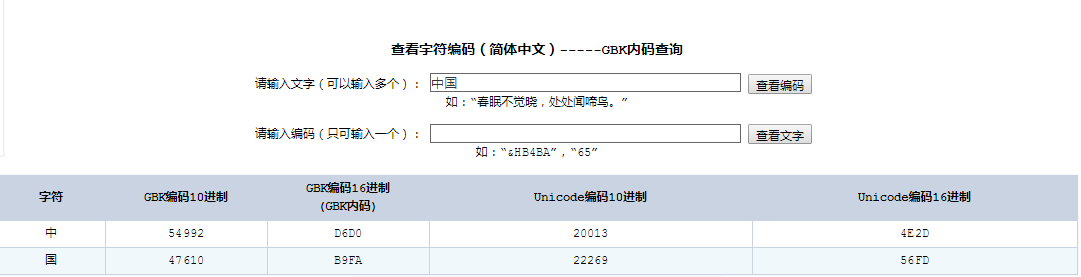 查看字符编码（简体中文）-----GBK内码查询
请输入文字（可以输入多个）： 中国 查看编码
如：“春眠不觉晓，处处闻啼鸟。”
请输入编码（只可输入一个）： 查看文字
如：“&HB4BA”，“65”
字符 GBK编码10进制 GBK编码16进制 (GBK内码) Unicode编码10进制 Unicode编码16进制
中 54992 D6D0 20013 4E2D
国 47610 B9FA 22269 56FD